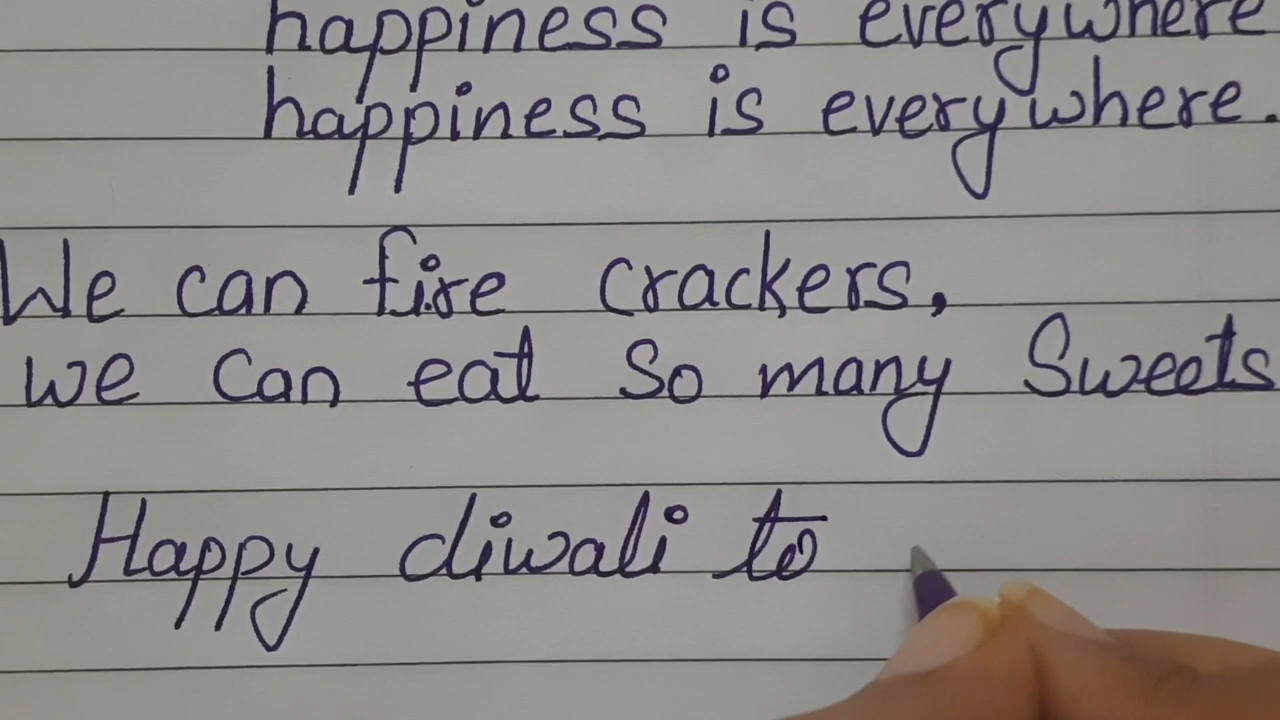 happiness is everywhere
happiness is everywhere.
We can fire crackers,
we can eat so many Sweets
Happy diwali to